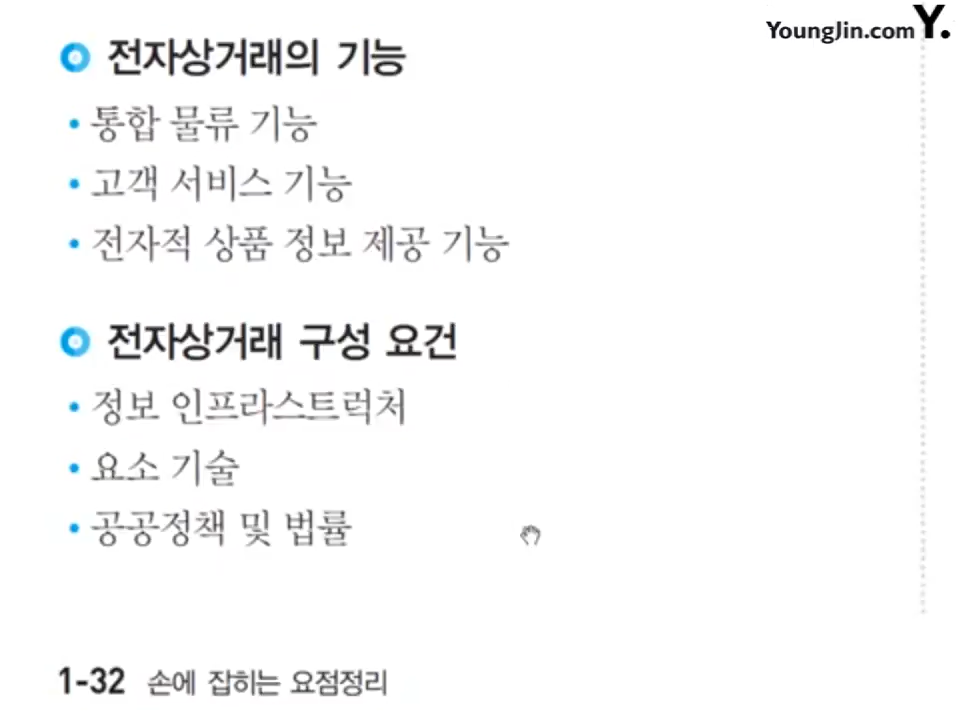 YoungJin.com Y.
전자상거래의 기능
• 통합 물류 기능
• 고객 서비스 기능
• 전자적 상품 정보 제공 기능
전자상거래 구성 요건
• 정보 인프라스트럭처
• 요소 기술
• 공공정책 및 법률
1-32 손에 잡히는 요점정리